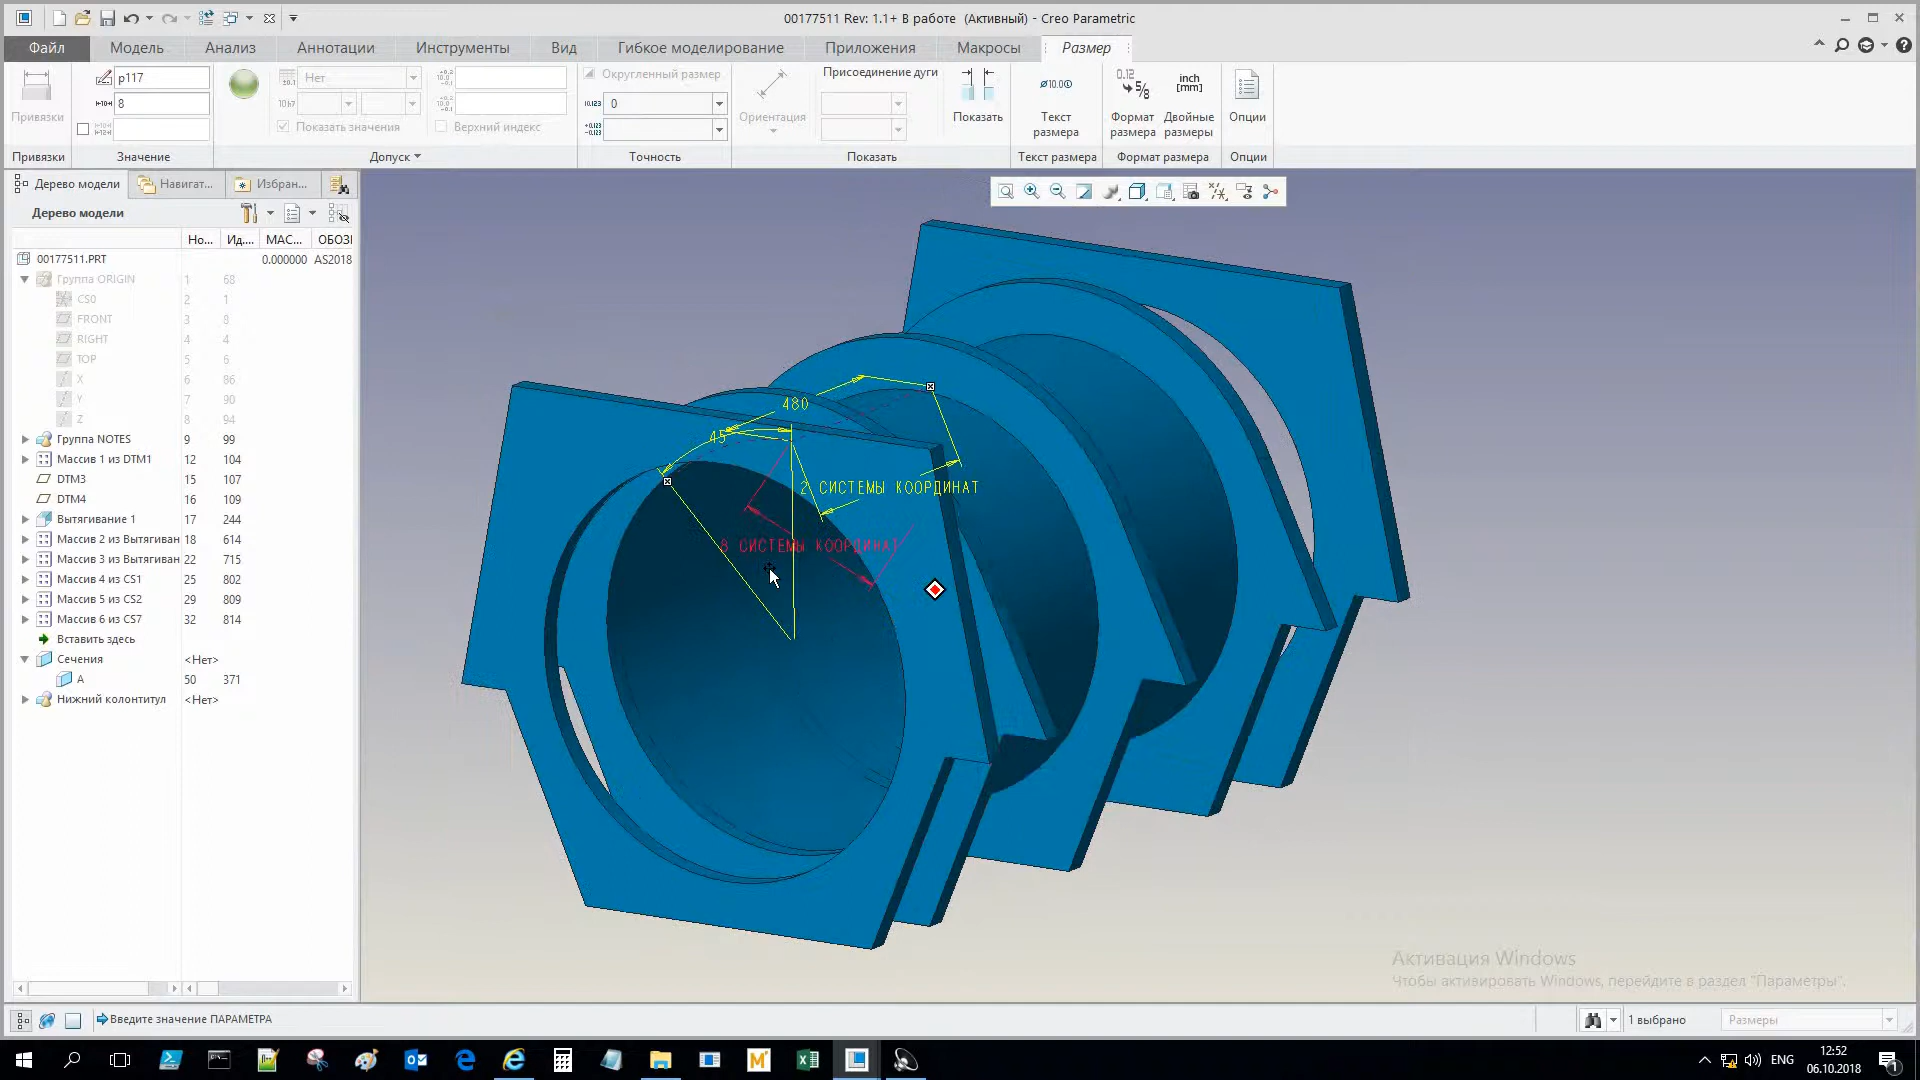 00177511 Rev: 1.1+ В работе (Активный) - Creo Parametric
Файл Модель Анализ Аннотации Инструменты Вид Гибкое моделирование Приложения Макросы Размер
p117
8
Привязки
Привязки
Значение
Нет
Показать значения
Верхний индекс
Допуск
Округленный размер
0
Точность
Ориентация
Присоединение дуги
Показать
Показать
Текст размера
Текст размера
Формат размера
inch [mm]
Двойные размеры
Формат размера
Опции
Опции
Дерево модели Навигат... Избран...
Дерево модели
Но... Ид.... МАС... ОБОЗ
00177511.PRT 0.000000 AS2018
Группа ORIGIN 1 68
CS0 2 1
FRONT 3 8
RIGHT 4 4
TOP 5 6
X 6 86
Y 7 90
Z 8 94
Группа NOTES 9 99
Массив 1 из DTM1 12 104
DTM3 15 107
DTM4 16 109
Вытягивание 1 17 244
Массив 2 из Вытягиван 18 614
Массив 3 из Вытягиван 22 715
Массив 4 из CS1 25 802
Массив 5 из CS2 29 809
Массив 6 из CS7 32 814
Вставить здесь
Сечения <Нет>
A 50 371
Нижний колонтитул <Нет>
480
45
2 СИСТЕМЫ КООРДИНАТ
8 СИСТЕМЫ КООРДИНАТ
Активация Windows
Чтобы активировать Windows, перейдите в раздел "Параметры".
Введите значение ПАРАМЕТРА
1 выбрано
Размеры
ENG
12:52
06.10.2018